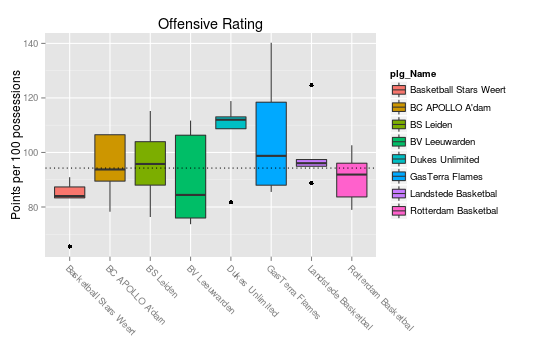 Offensive Rating
Points per 100 possessions
140
120
100
80
Basketball Stars Weert
BC APOLLO A'dam
BS Leiden
BV Leeuwarden
Dukes Unlimited
GasTerra Flames
Landstede Basketbal
Rotterdam Basketbal
plg_Name
Basketball Stars Weert
BC APOLLO A'dam
BS Leiden
BV Leeuwarden
Dukes Unlimited
GasTerra Flames
Landstede Basketbal
Rotterdam Basketbal